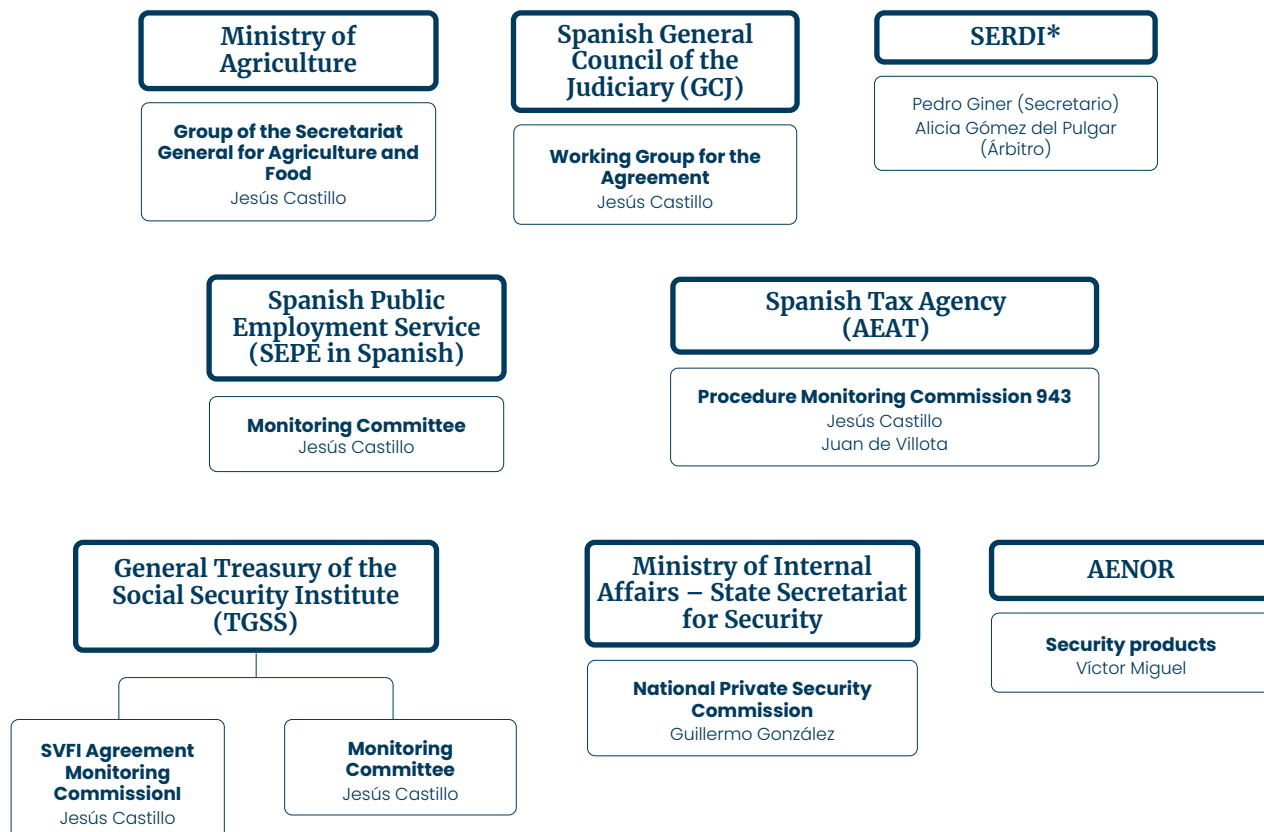 Ministry of
Agriculture
Group of the Secretariat
General for Agriculture and
Food
Jesús Castillo
Spanish General
Council of the
Judiciary (GCJ)
Working Group for the
Agreement
Jesús Castillo
SERDI*
Pedro Giner (Secretario)
Alicia Gómez del Pulgar
(Árbitro)
Spanish Public
Employment Service
(SEPE in Spanish)
Monitoring Committee
Jesús Castillo
Spanish Tax Agency
(AEAT)
Procedure Monitoring Commission 943
Jesús Castillo
Juan de Villota
General Treasury of the
Social Security Institute
(TGSS)
SVFI Agreement
Monitoring
CommissionI
Jesús Castillo
Monitoring
Committee
Jesús Castillo
Ministry of Internal
Affairs – State Secretariat
for Security
National Private Security
Commission
Guillermo González
AENOR
Security products
Víctor Miguel